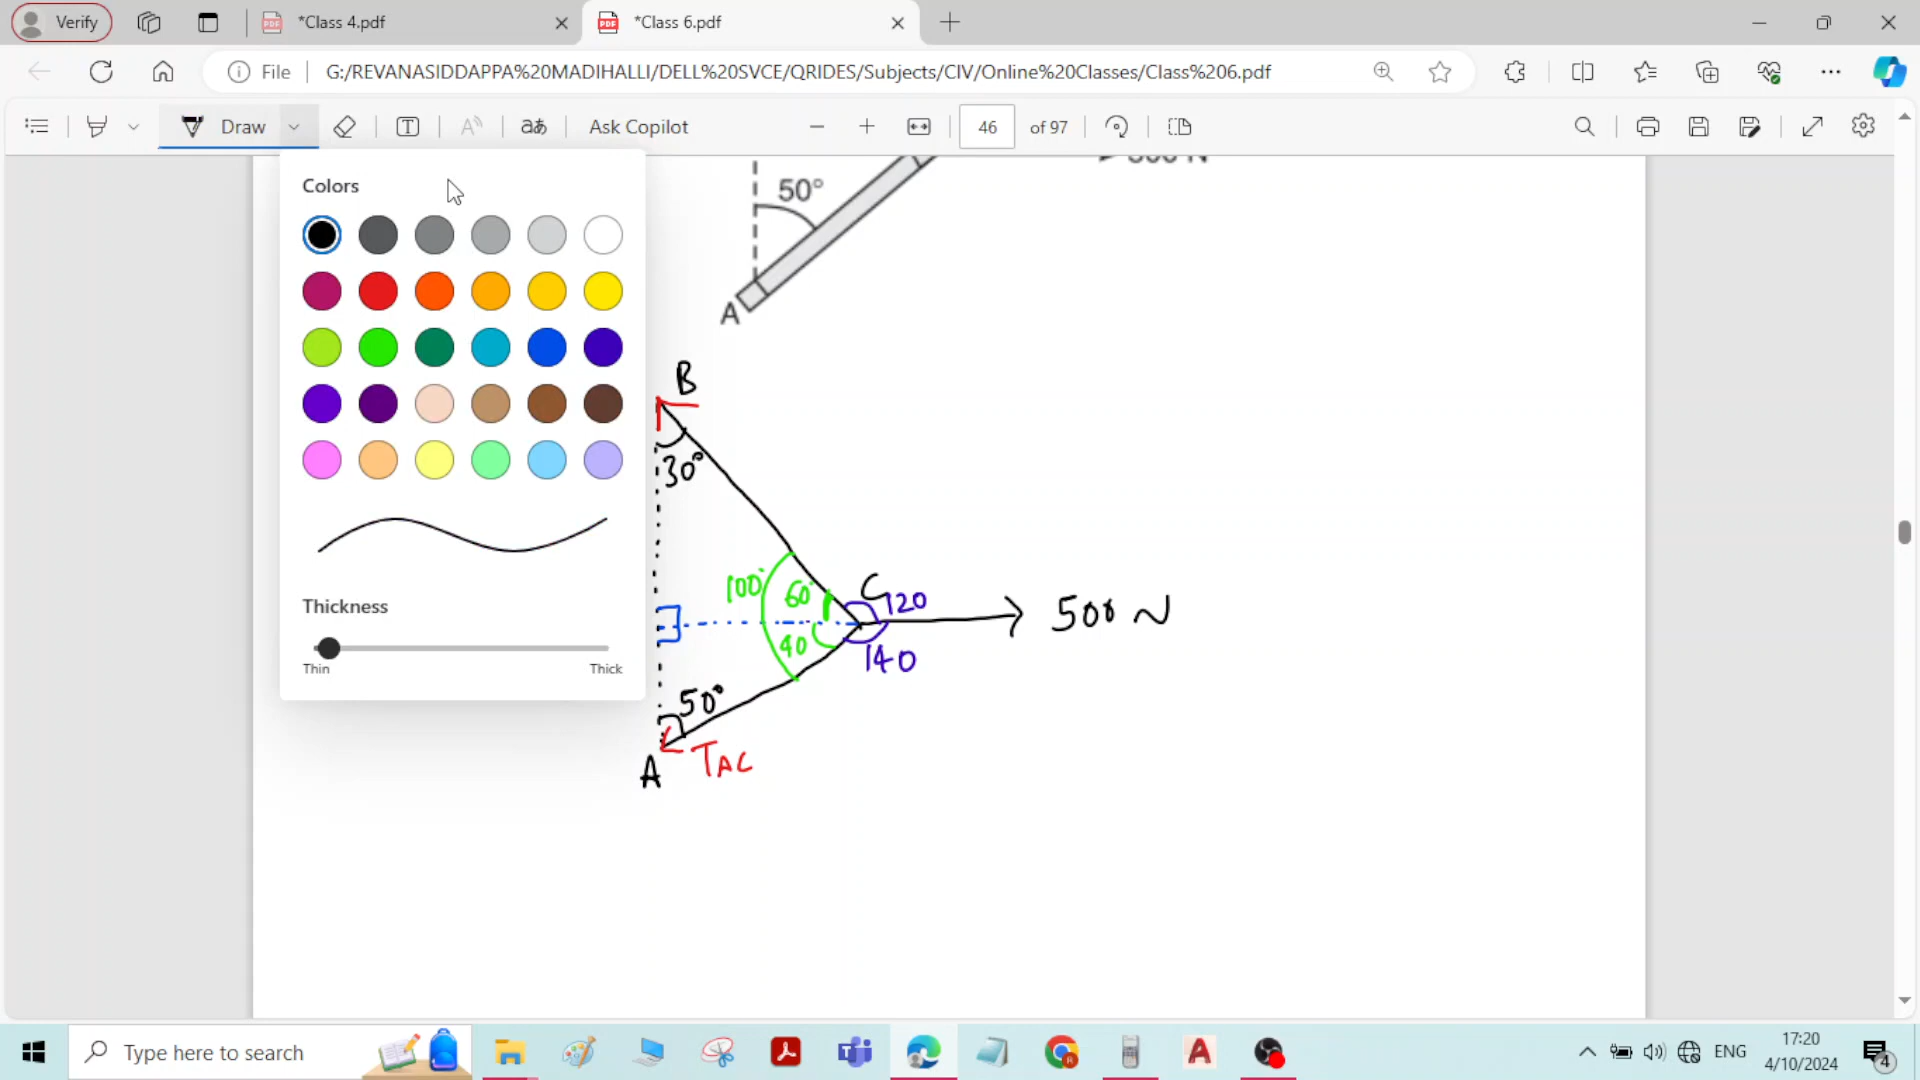 Verify
*Class 4.pdf
*Class 6.pdf
File
G:/REVANASIDDAPPA%20MADIHALLI/DELL%20SVCE/QRIDES/Subjects/CIV/Online%20Classes/Class%206.pdf
Draw
Ask Copilot
46
of 97
Colors
50°
A
B
30°
100°
60°
C
120
500 N
40
140
Thickness
Thin
Thick
50°
A
TAC
Type here to search
ENG
17:20
4/10/2024
4